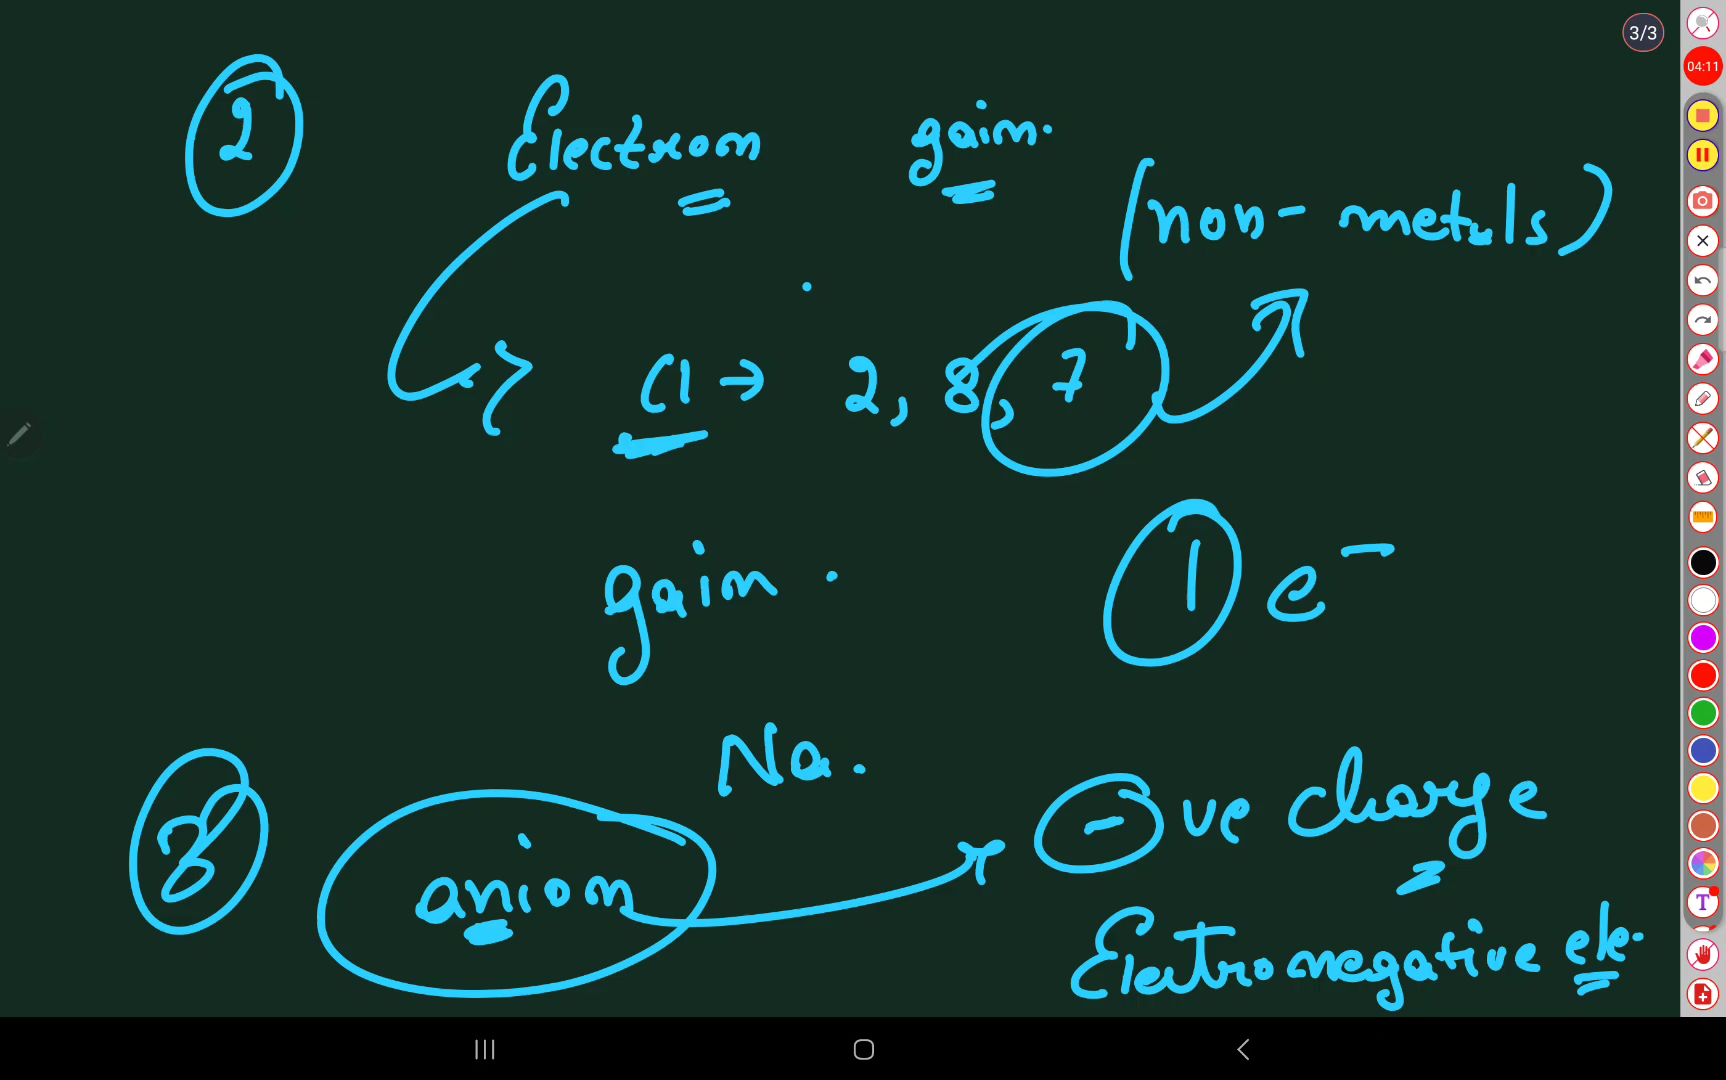 3/3
04:11
2 Electron gain.
(non-metals)
Cl → 2, 8, 7
gain. 1 e⁻
Na.
3 anion → - ve charge
Electronegative ele.
T